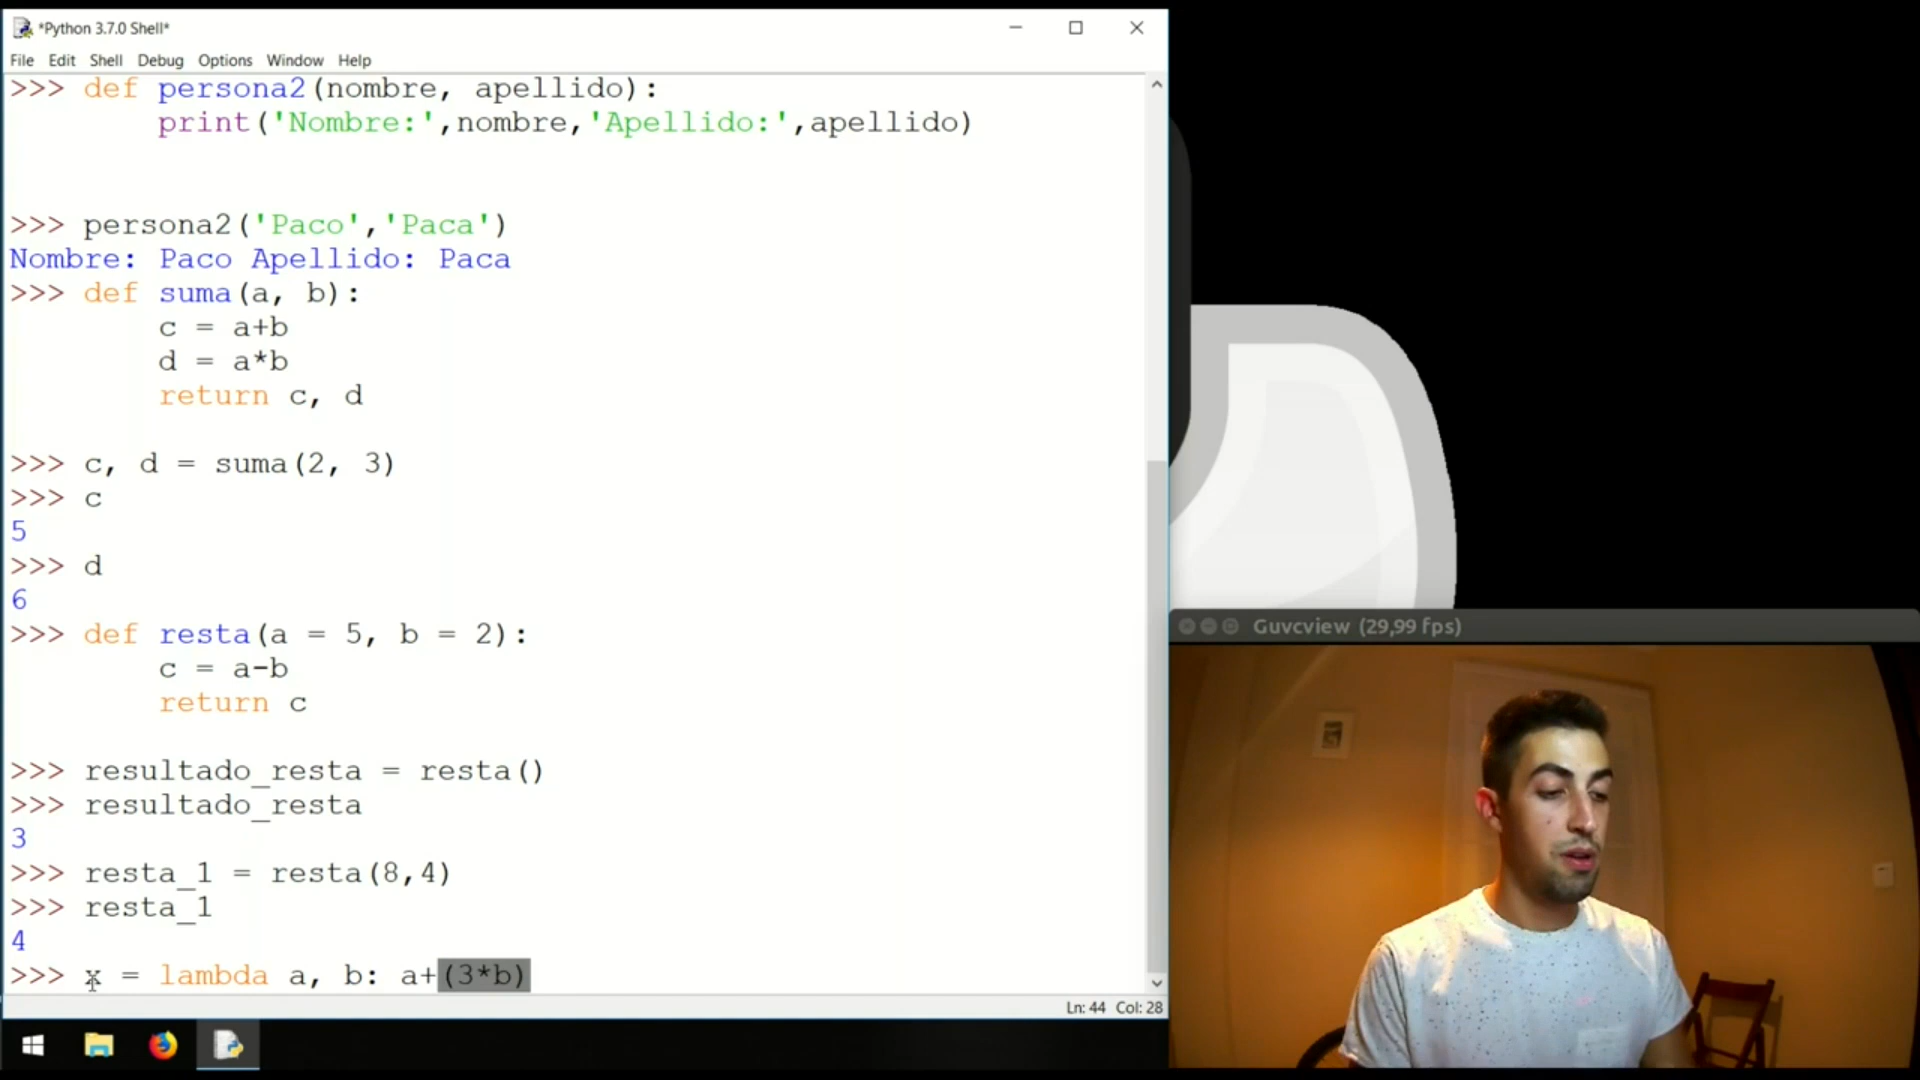 *Python 3.7.0 Shell*
File Edit Shell Debug Options Window Help
>>> def persona2(nombre, apellido):
print('Nombre:',nombre,'Apellido:',apellido)
>>> persona2('Paco','Paca')
Nombre: Paco Apellido: Paca
>>> def suma(a, b):
c = a+b
d = a*b
return c, d
>>> c, d = suma(2, 3)
>>> c
5
>>> d
6
>>> def resta(a = 5, b = 2):
c = a-b
return c
>>> resultado_resta = resta()
>>> resultado_resta
3
>>> resta_1 = resta(8,4)
>>> resta_1
4
>>> x = lambda a, b: a+(3*b)
Ln: 44 Col: 28
Guvcview (29,99 fps)